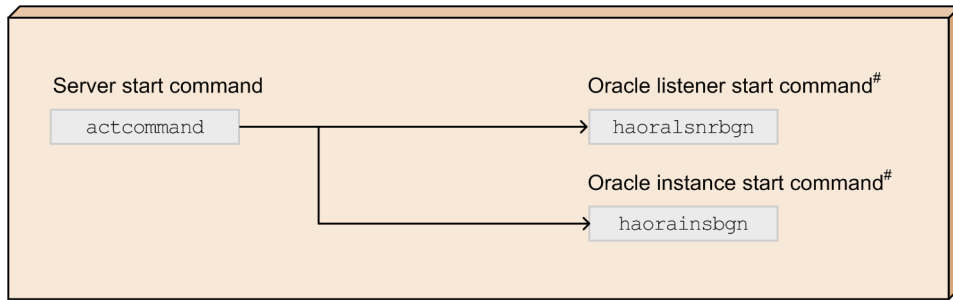 Server start command
actcommand
Oracle listener start command#
haoralsnrbgn
Oracle instance start command#
haorainsbgn